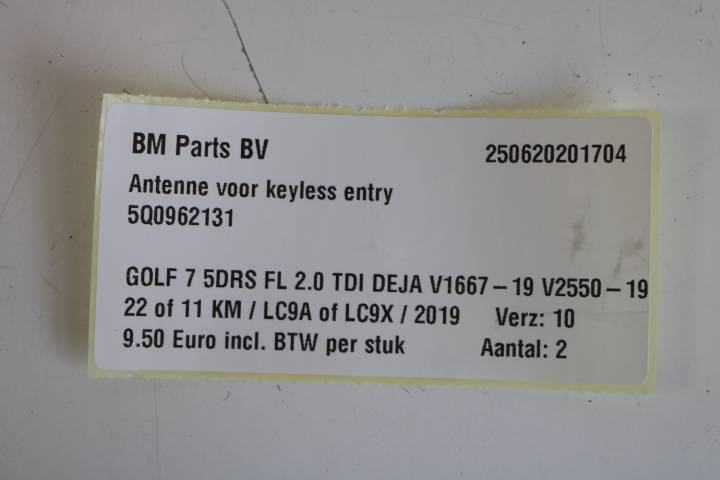 BM Parts BV 250620201704
Antenne voor keyless entry
5Q0962131
GOLF 7 5DRS FL 2.0 TDI DEJA V1667-19 V2550-19
22 of 11 KM / LC9A of LC9X / 2019 Verz: 10
9.50 Euro incl. BTW per stuk Aantal: 2